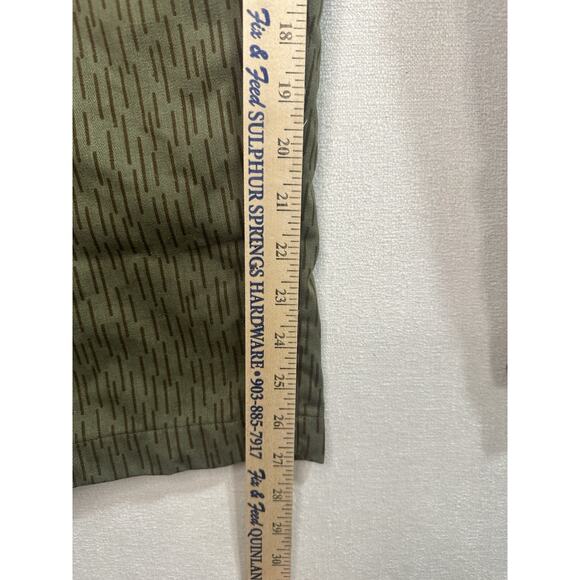 Fix & Feed SULPHUR SPRINGS HARDWARE • 903-885-7917 Fix & Feed QUINLAN
18 19 20 21 22 23 24 25 26 27 28 29 30